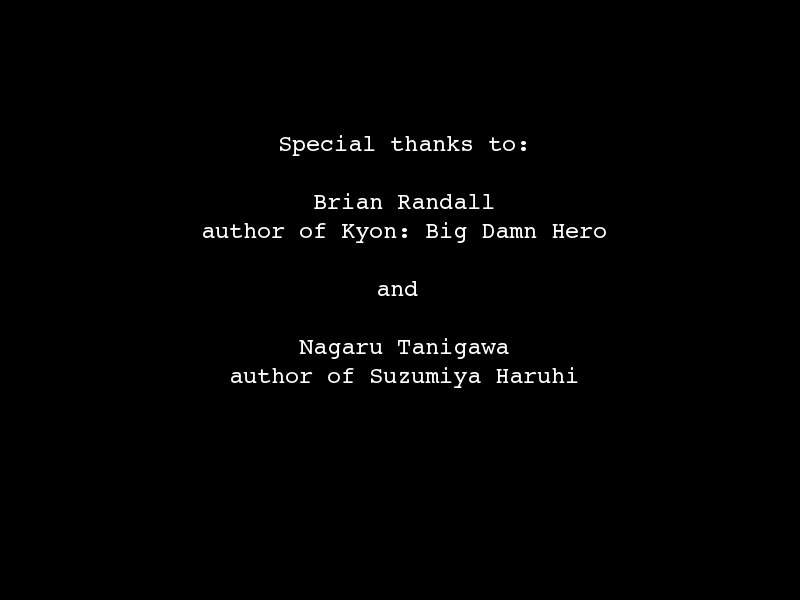 Special thanks to:
Brian Randall
author of Kyon: Big Damn Hero
and
Nagaru Tanigawa
author of Suzumiya Haruhi